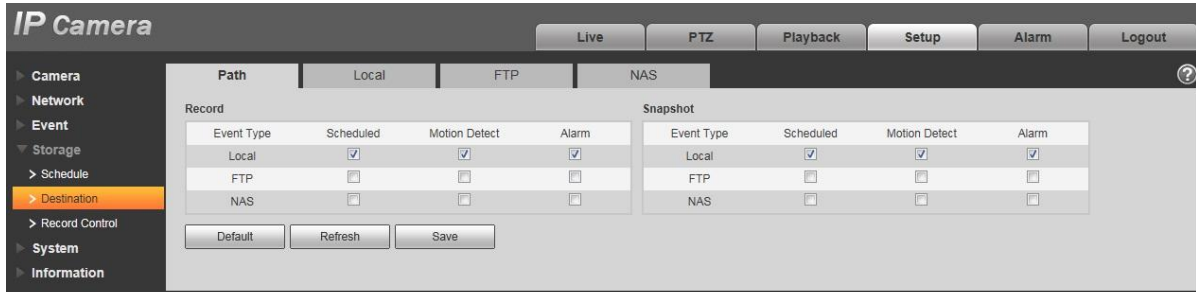 IP Camera
Live PTZ Playback Setup Alarm Logout
Camera
Network
Event
Storage
> Schedule
> Destination
> Record Control
System
Information
Path Local FTP NAS ?
Record
Event Type Scheduled Motion Detect Alarm
Local
FTP
NAS
Default Refresh Save
Snapshot
Event Type Scheduled Motion Detect Alarm
Local
FTP
NAS